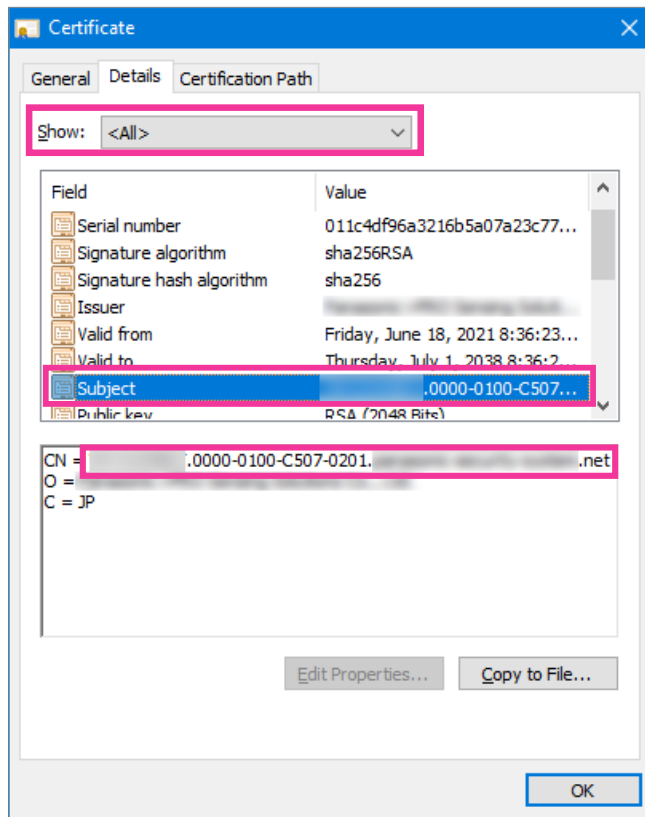 Certificate
General Details Certification Path
Show: <All>
Field Value
Serial number 011c4df96a3216b5a07a23c77...
Signature algorithm sha256RSA
Signature hash algorithm sha256
Issuer
Valid from Friday, June 18, 2021 8:36:23...
Valid to Thursday, July 1, 2038 8:36:2...
Subject .0000-0100-C507...
Public key RSA (2048 Bits)
CN = .0000-0100-C507-0201. .net
O =
C = JP
Edit Properties... Copy to File...
OK